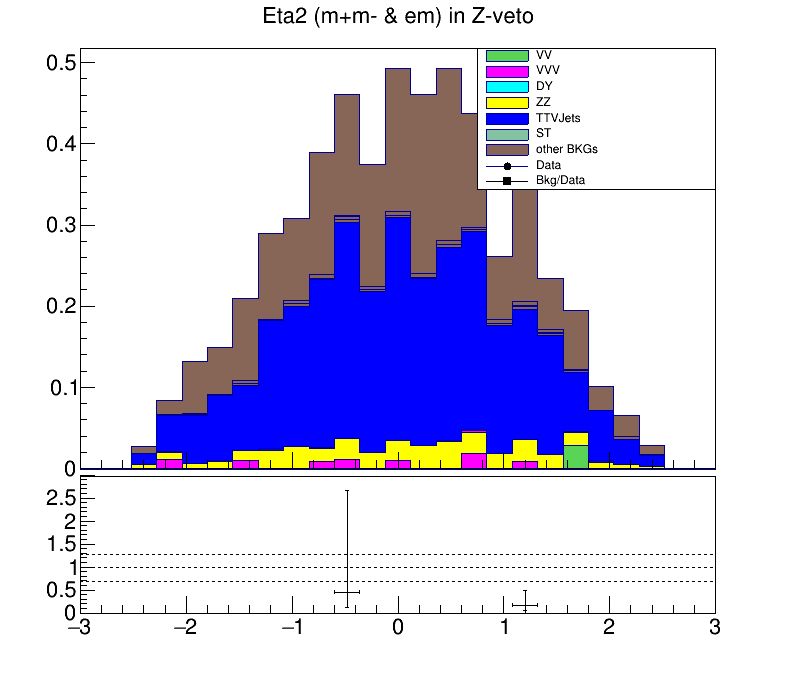 Eta2 (m+m- & em) in Z-veto
0.5
0.4
0.3
0.2
0.1
0
VV
VVV
DY
ZZ
TTVJets
ST
other BKGs
Data
Bkg/Data
2.5
2
1.5
1
0.5
0
−3 −2 −1 0 1 2 3